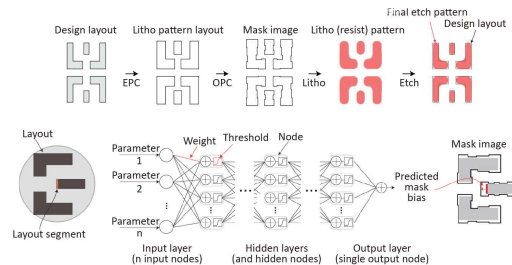 Final etch pattern
Design layout
Litho pattern layout
Mask image
Litho (resist) pattern
Design layout
EPC
OPC
Litho
Etch
Layout
Layout segment
Parameter
1
Parameter
2
Parameter
n
Weight
Threshold
Node
Input layer
(n input nodes)
Hidden layers
(and hidden nodes)
Output layer
(single output node)
Mask image
Predicted
mask
bias